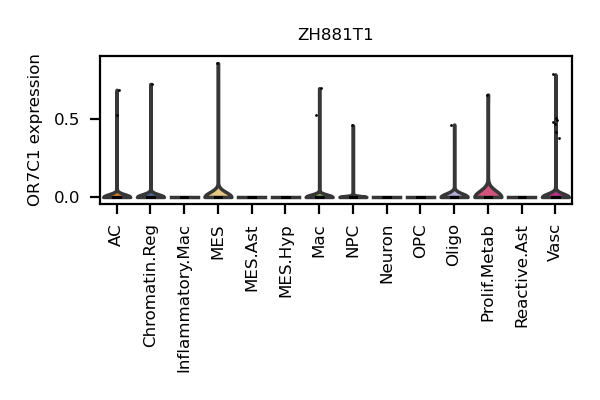 ZH881T1
OR7C1 expression
0.5
0.0
AC
Chromatin.Reg
Inflammatory.Mac
MES
MES.Ast
MES.Hyp
Mac
NPC
Neuron
OPC
Oligo
Prolif.Metab
Reactive.Ast
Vasc